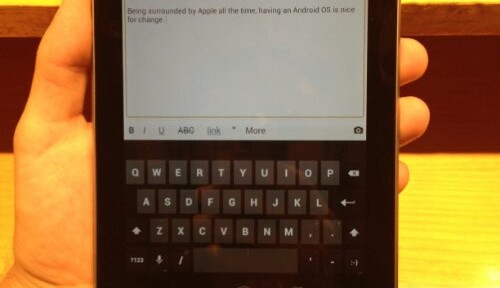 Being surrounded by Apple all the time, having an Android OS is nice
for change.
B I U ABC link " More
Q W E R T Y U I O P
A S D F G H J K L
Z X C V B N M , .
?123 / ' - :-)